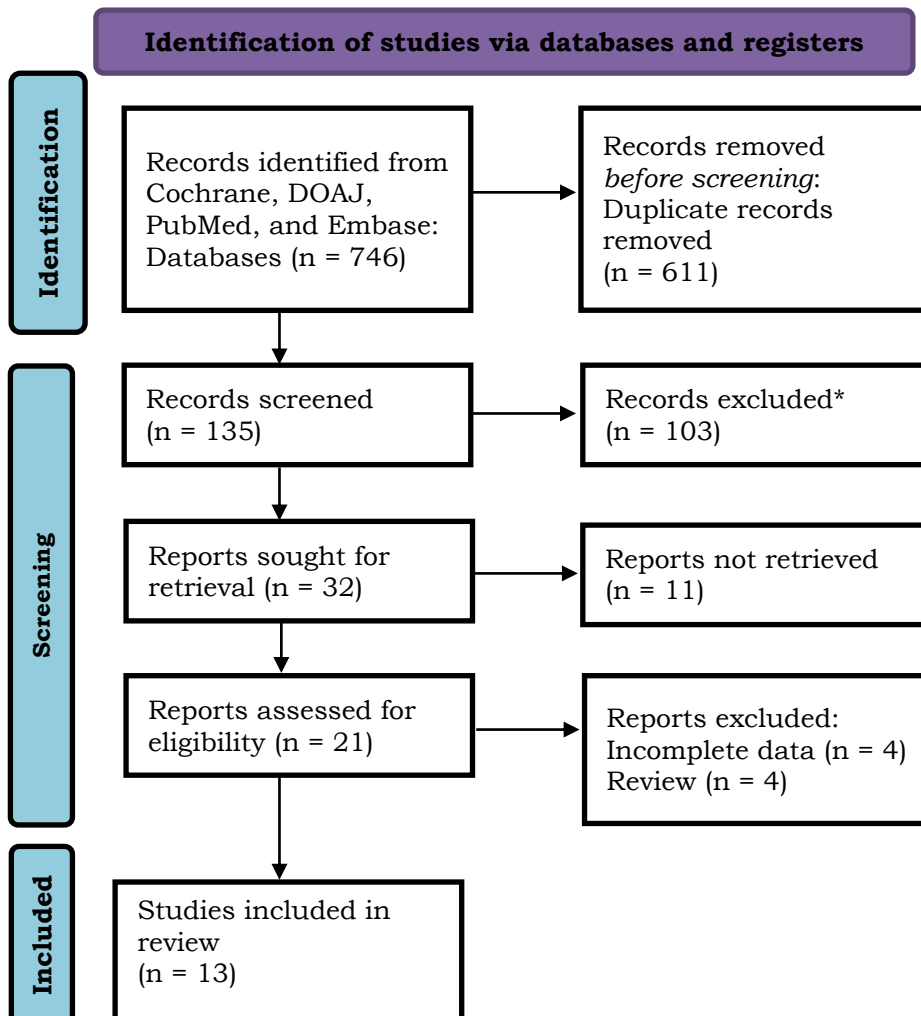 Identification of studies via databases and registers
Identification
Records identified from
Cochrane, DOAJ,
PubMed, and Embase:
Databases (n = 746)
Records removed
before screening:
Duplicate records
removed
(n = 611)
Screening
Records screened
(n = 135)
Records excluded*
(n = 103)
Reports sought for
retrieval (n = 32)
Reports not retrieved
(n = 11)
Reports assessed for
eligibility (n = 21)
Reports excluded:
Incomplete data (n = 4)
Review (n = 4)
Included
Studies included in
review
(n = 13)